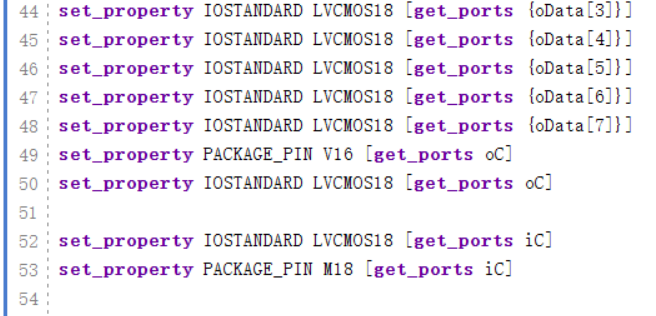 44 set_property IOSTANDARD LVCMOS18 [get_ports {oData[3]}]
45 set_property IOSTANDARD LVCMOS18 [get_ports {oData[4]}]
46 set_property IOSTANDARD LVCMOS18 [get_ports {oData[5]}]
47 set_property IOSTANDARD LVCMOS18 [get_ports {oData[6]}]
48 set_property IOSTANDARD LVCMOS18 [get_ports {oData[7]}]
49 set_property PACKAGE_PIN V16 [get_ports oC]
50 set_property IOSTANDARD LVCMOS18 [get_ports oC]
51
52 set_property IOSTANDARD LVCMOS18 [get_ports iC]
53 set_property PACKAGE_PIN M18 [get_ports iC]
54